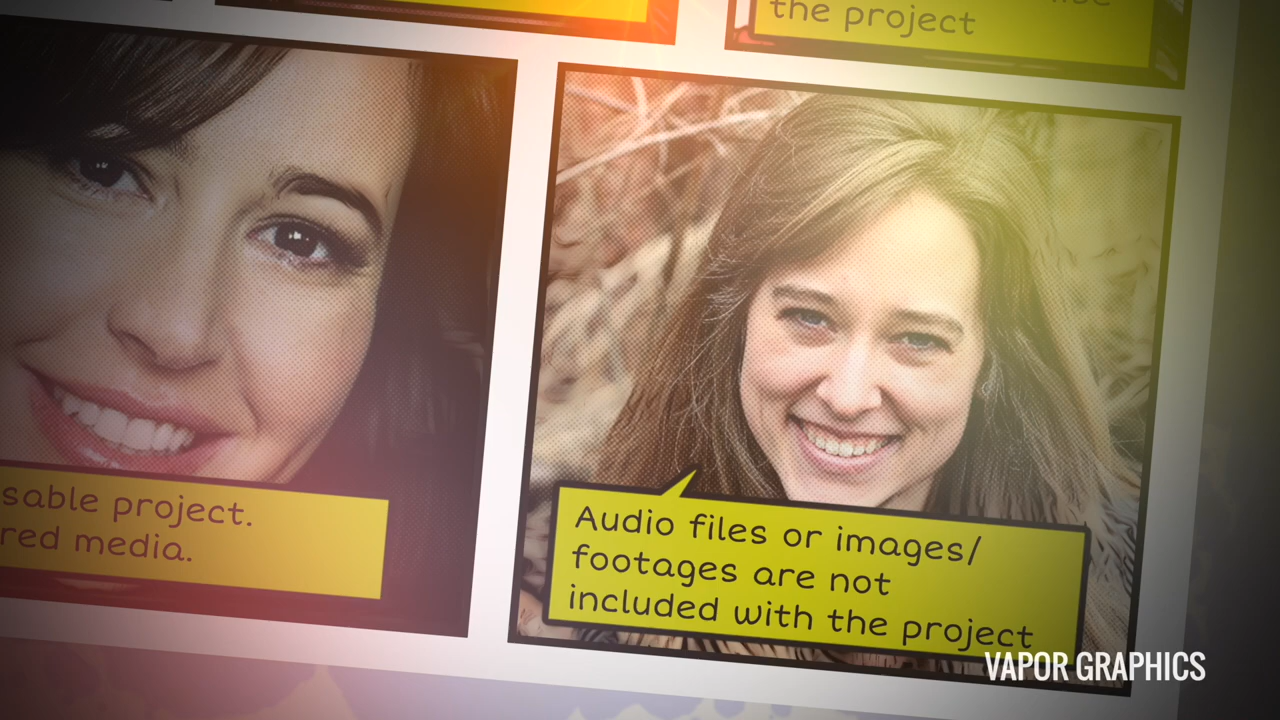 the project
sable project.
red media.
Audio files or images/
footages are not
included with the project
VAPOR GRAPHICS